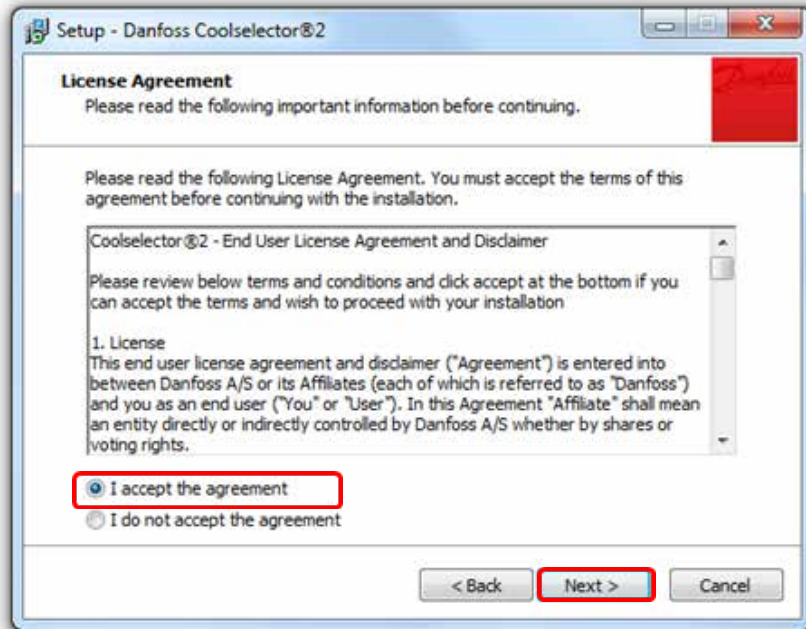 Setup - Danfoss Coolselector®2
License Agreement
Please read the following important information before continuing.
Danfoss
Please read the following License Agreement. You must accept the terms of this
agreement before continuing with the installation.
Coolselector®2 - End User License Agreement and Disclaimer
Please review below terms and conditions and click accept at the bottom if you
can accept the terms and wish to proceed with your installation
1. License
This end user license agreement and disclaimer ("Agreement") is entered into
between Danfoss A/S or its Affiliates (each of which is referred to as "Danfoss")
and you as an end user ("You" or "User"). In this Agreement "Affiliate" shall mean
an entity directly or indirectly controlled by Danfoss A/S whether by shares or
voting rights.
I accept the agreement
I do not accept the agreement
< Back
Next >
Cancel